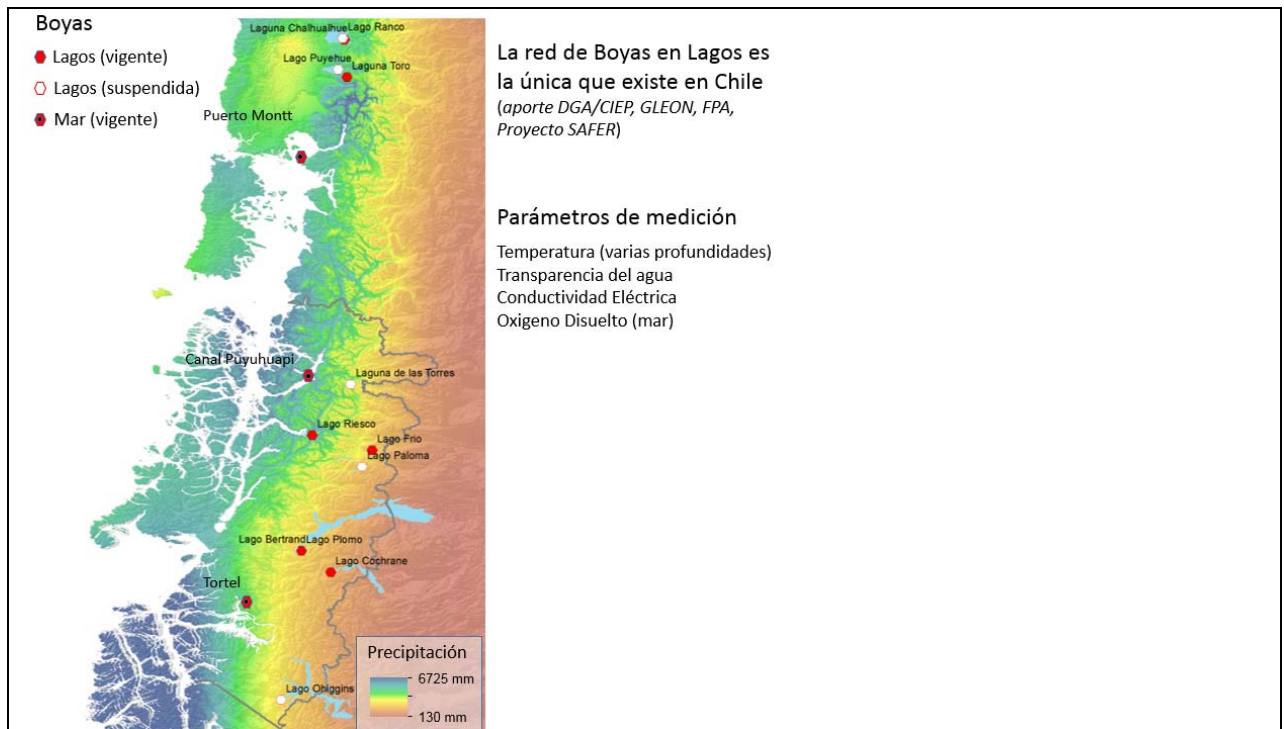 Boyas
Lagos (vigente)
Lagos (suspendida)
Mar (vigente)
Laguna Chalhualhue
Lago Ranco
Lago Puyehue
Laguna Toro
Puerto Montt
Canal Puyuhuapi
Laguna de las Torres
Lago Riesco
Lago Frio
Lago Paloma
Lago Bertrand
Lago Plomo
Lago Cochrane
Tortel
Lago Ohiggins
Precipitación
6725 mm
130 mm
La red de Boyas en Lagos es
la única que existe en Chile
(aporte DGA/CIEP, GLEON, FPA,
Proyecto SAFER)
Parámetros de medición
Temperatura (varias profundidades)
Transparencia del agua
Conductividad Eléctrica
Oxigeno Disuelto (mar)